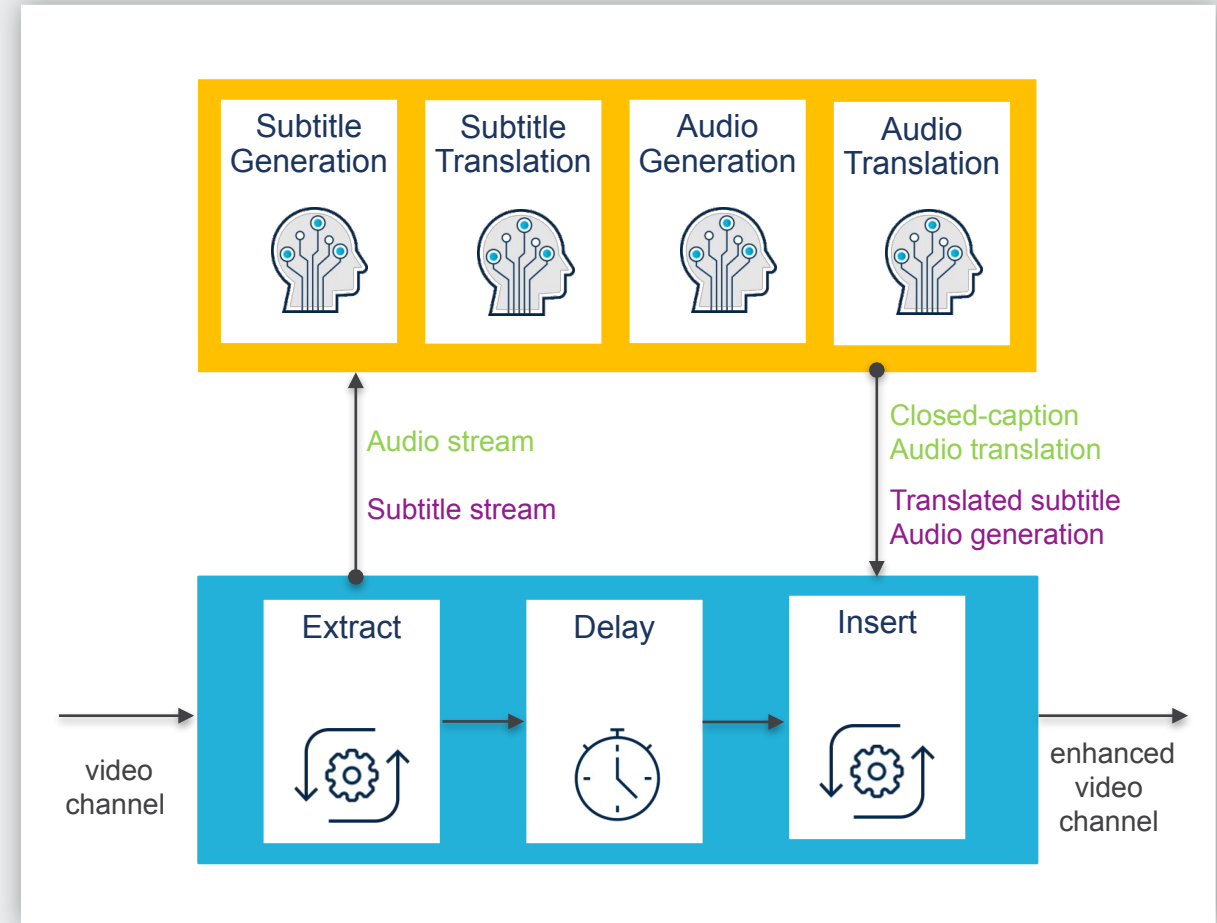 Subtitle
Generation
Subtitle
Translation
Audio
Generation
Audio
Translation
Audio stream
Subtitle stream
Closed-caption
Audio translation
Translated subtitle
Audio generation
Extract
Delay
Insert
video
channel
enhanced
video
channel